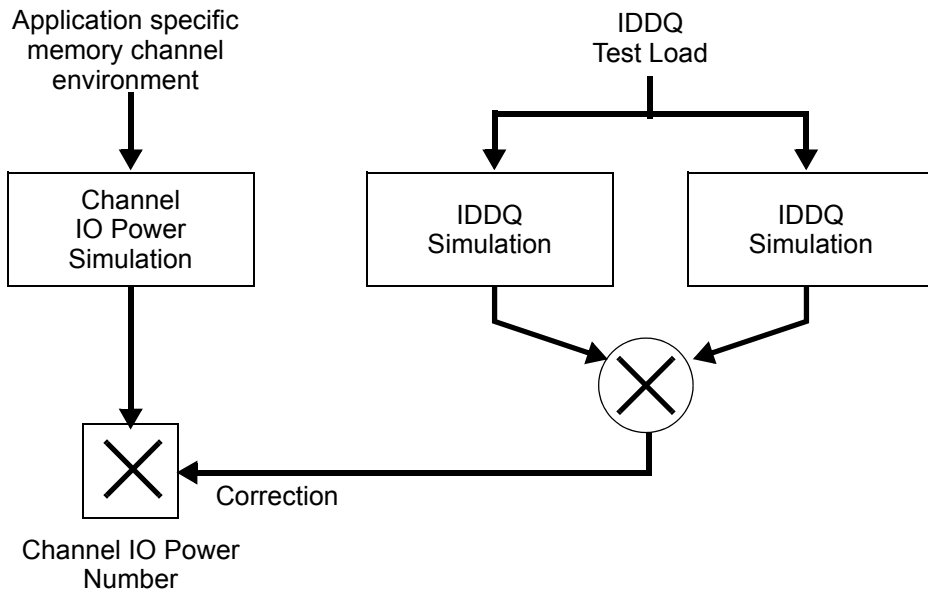 Application specific
memory channel
environment
IDDQ
Test Load
Channel
IO Power
Simulation
IDDQ
Simulation
IDDQ
Simulation
Correction
Channel IO Power
Number